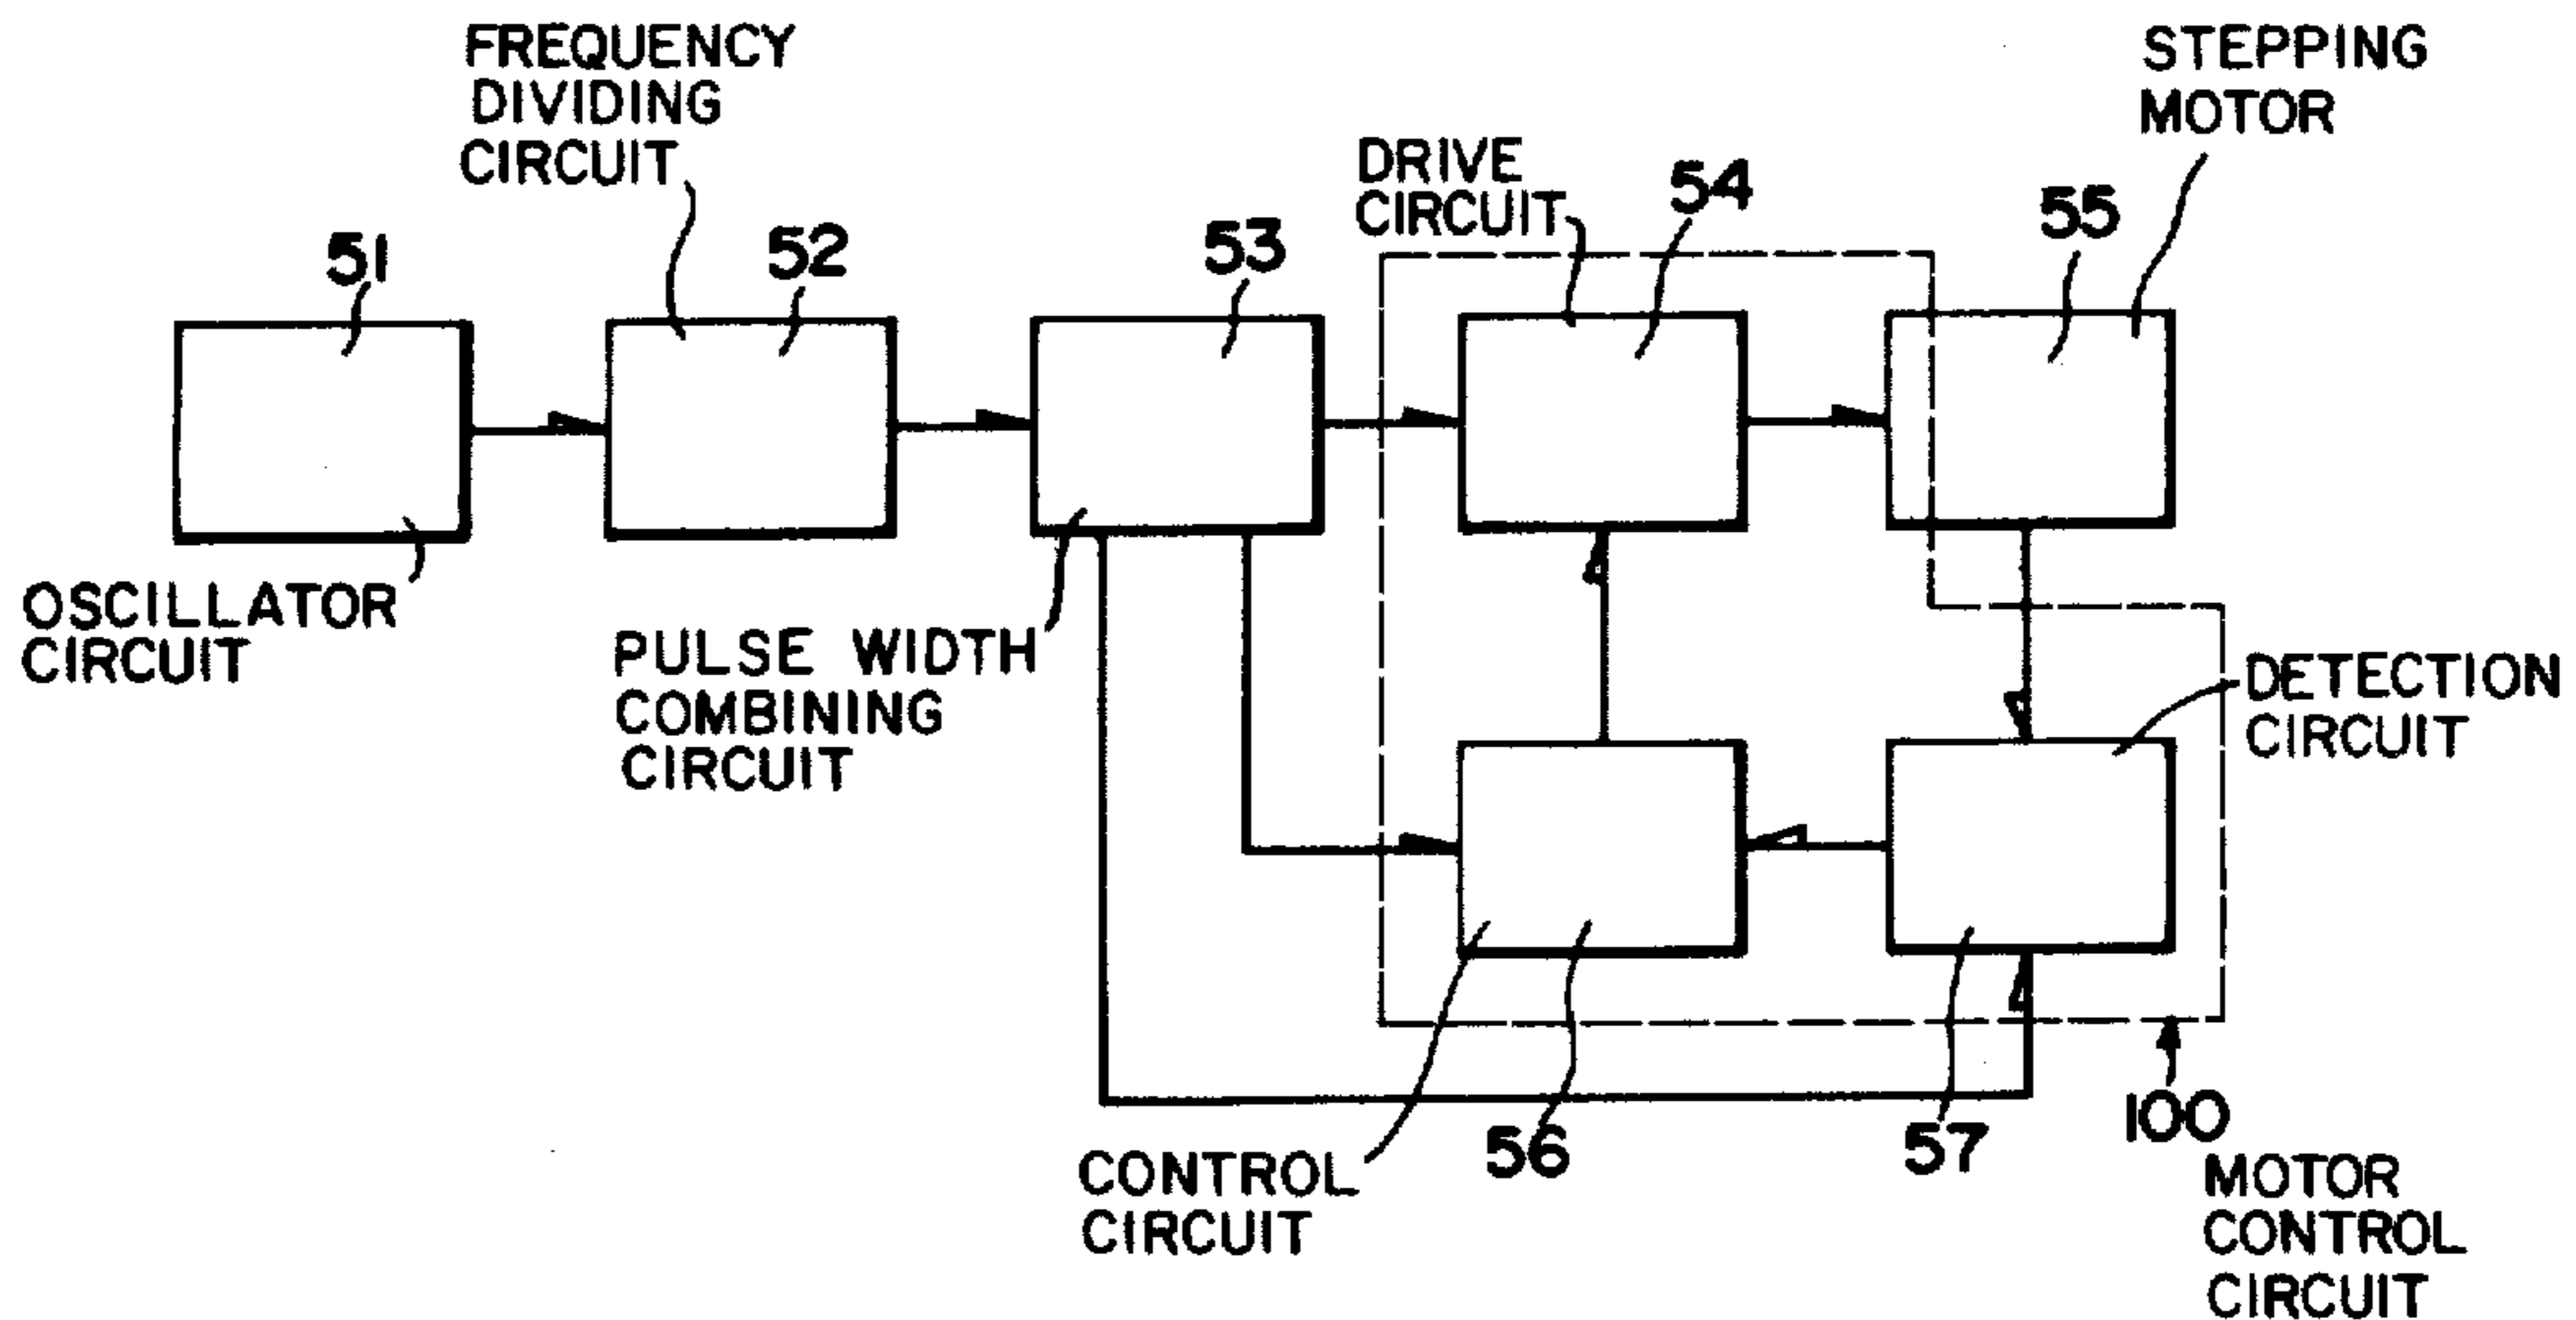 FREQUENCY
DIVIDING
CIRCUIT
STEPPING
MOTOR
DRIVE
CIRCUIT
51
52
53
54
55
OSCILLATOR
CIRCUIT
PULSE WIDTH
COMBINING
CIRCUIT
DETECTION
CIRCUIT
CONTROL
CIRCUIT
56
57
100
MOTOR
CONTROL
CIRCUIT